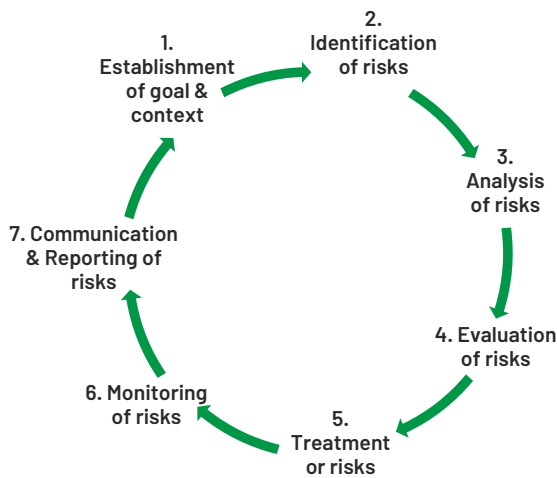 1.
Establishment
of goal &
context
2.
Identification
of risks
3.
Analysis
of risks
4. Evaluation
of risks
5.
Treatment
or risks
6. Monitoring
of risks
7. Communication
& Reporting of
risks